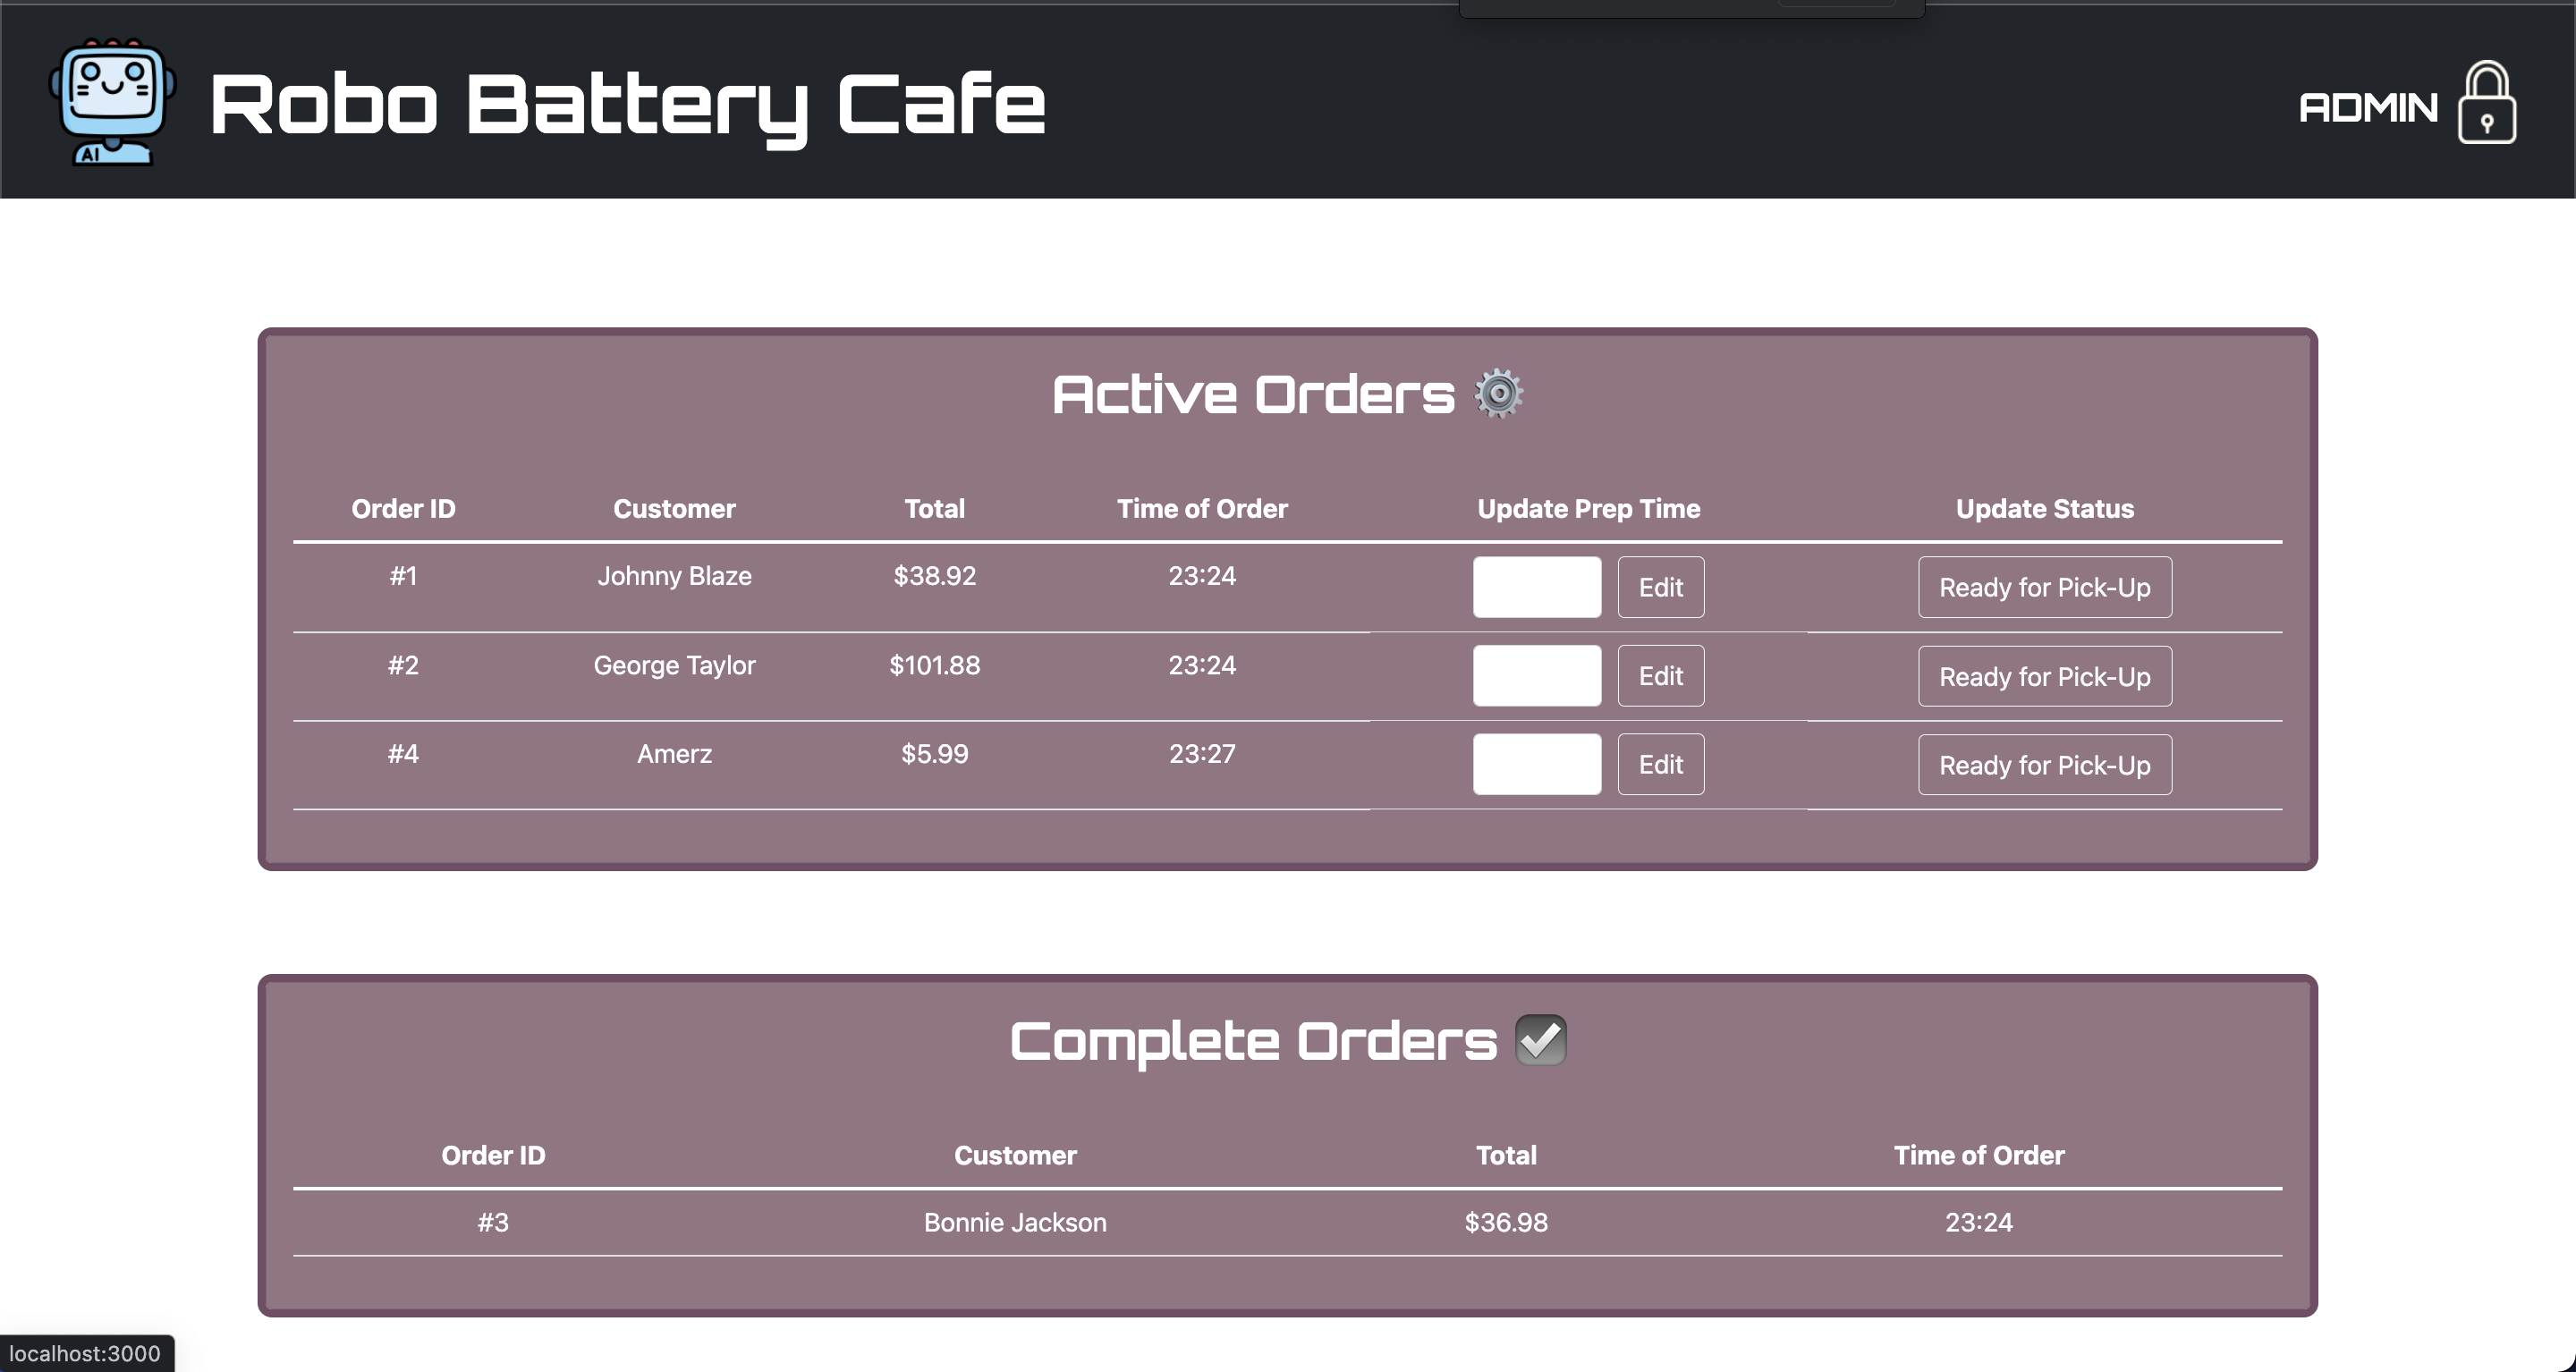 Robo Battery Cafe
ADMIN
AI
Active Orders
Order ID Customer Total Time of Order Update Prep Time Update Status
#1 Johnny Blaze $38.92 23:24 Edit Ready for Pick-Up
#2 George Taylor $101.88 23:24 Edit Ready for Pick-Up
#4 Amerz $5.99 23:27 Edit Ready for Pick-Up
Complete Orders
Order ID Customer Total Time of Order
#3 Bonnie Jackson $36.98 23:24
localhost:3000